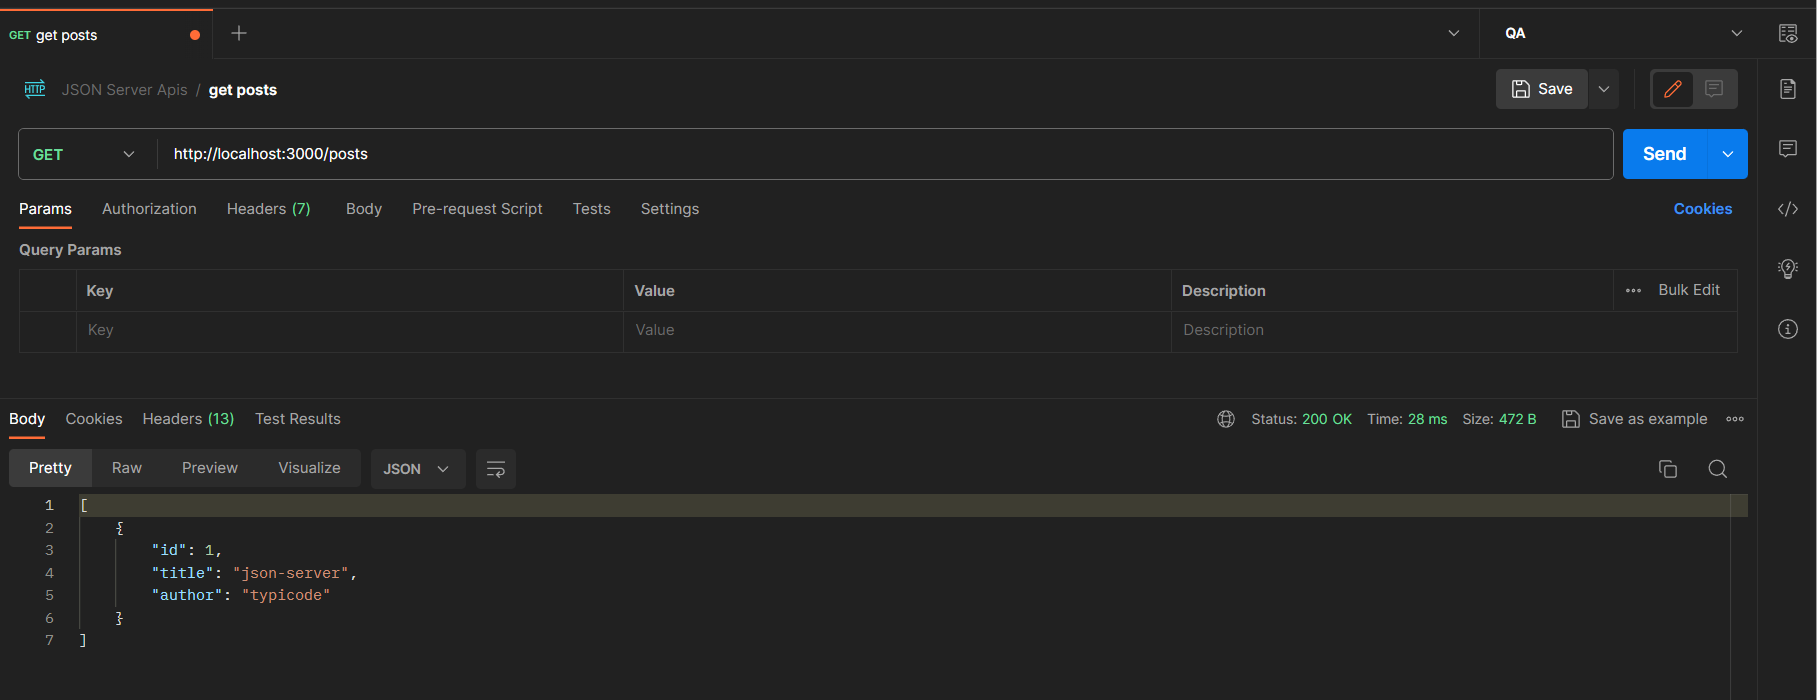 GET get posts
QA
HTTP JSON Server Apis / get posts
Save
GET http://localhost:3000/posts
Send
Params Authorization Headers (7) Body Pre-request Script Tests Settings Cookies
Query Params
Key Value Description Bulk Edit
Key Value Description
Body Cookies Headers (13) Test Results Status: 200 OK Time: 28 ms Size: 472 B Save as example
Pretty Raw Preview Visualize JSON
1 [
2 {
3 "id": 1,
4 "title": "json-server",
5 "author": "typicode"
6 }
7 ]